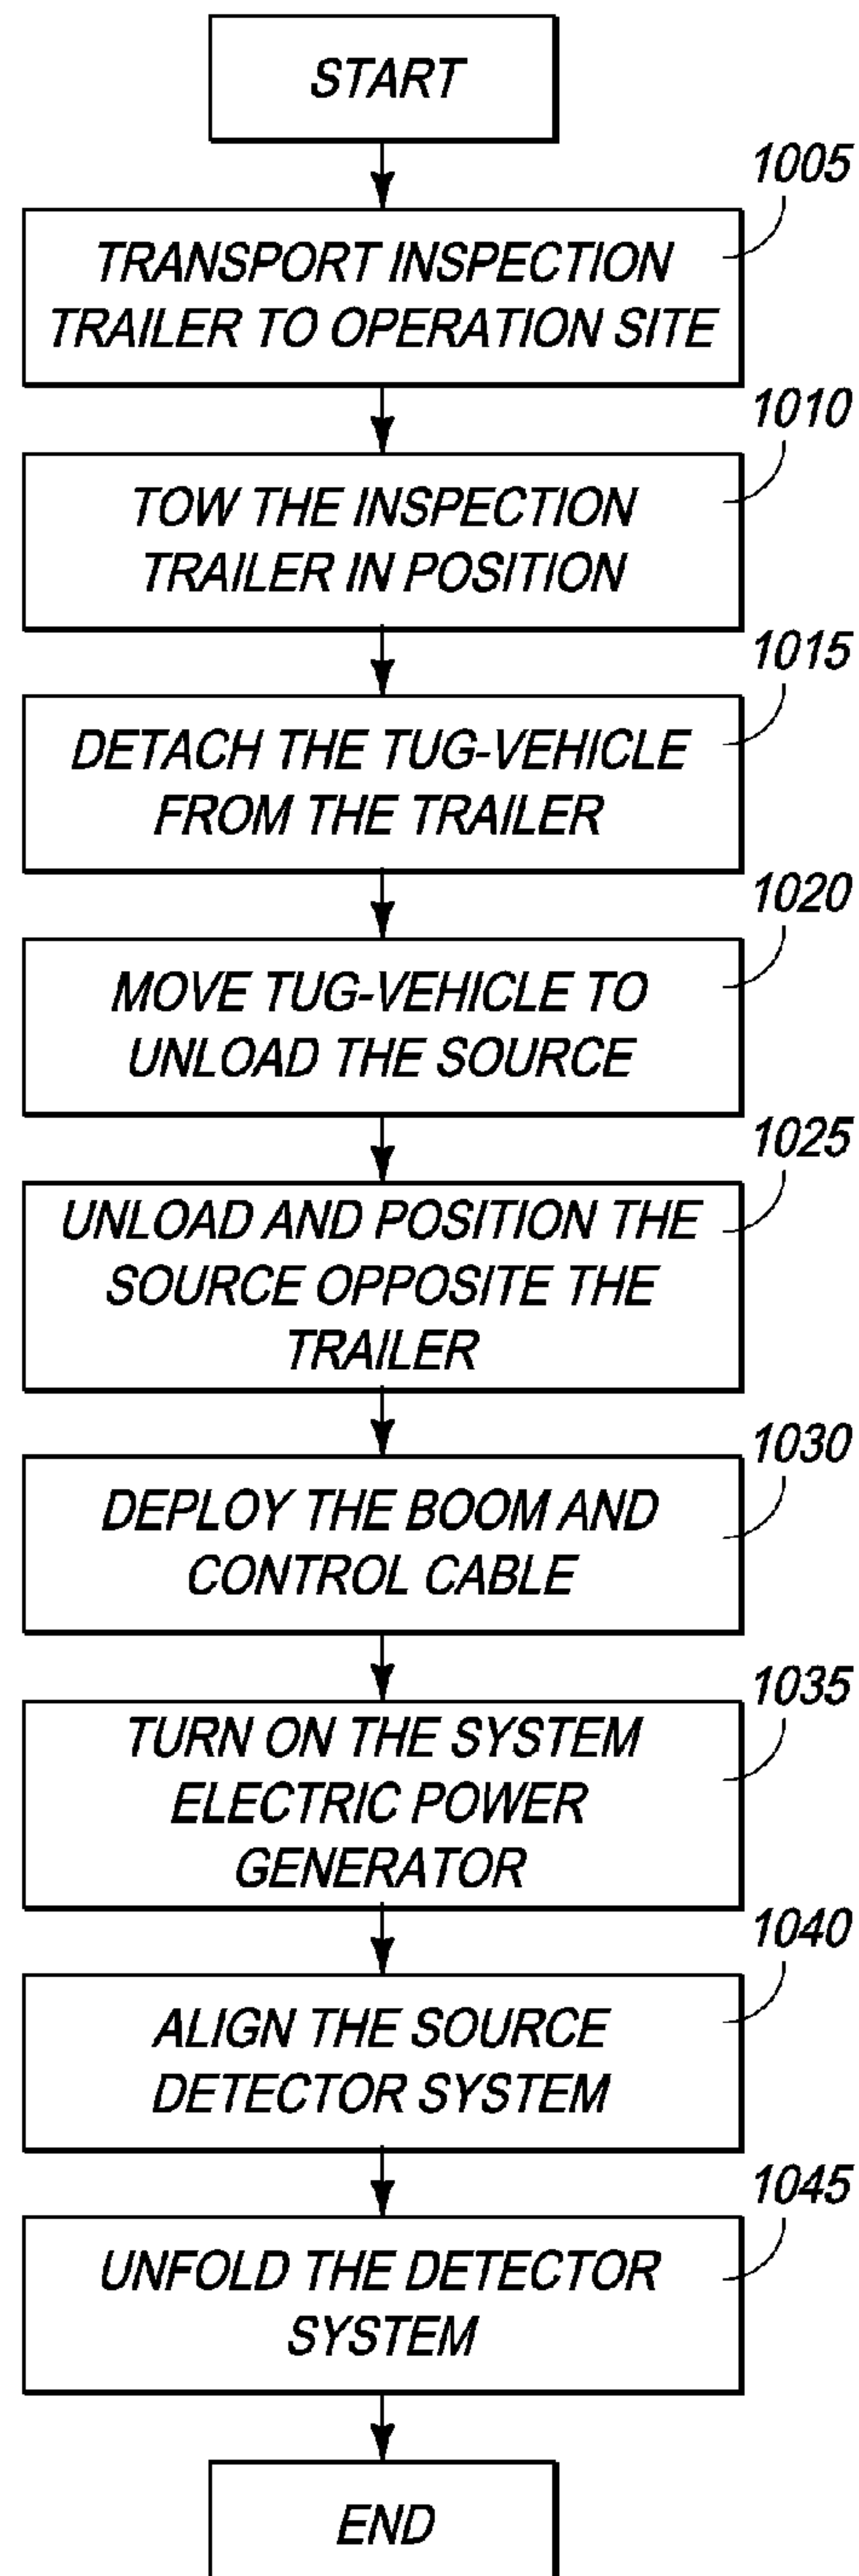 START
1005
TRANSPORT INSPECTION
TRAILER TO OPERATION SITE
1010
TOW THE INSPECTION
TRAILER IN POSITION
1015
DETACH THE TUG-VEHICLE
FROM THE TRAILER
1020
MOVE TUG-VEHICLE TO
UNLOAD THE SOURCE
1025
UNLOAD AND POSITION THE
SOURCE OPPOSITE THE
TRAILER
1030
DEPLOY THE BOOM AND
CONTROL CABLE
1035
TURN ON THE SYSTEM
ELECTRIC POWER
GENERATOR
1040
ALIGN THE SOURCE
DETECTOR SYSTEM
1045
UNFOLD THE DETECTOR
SYSTEM
END